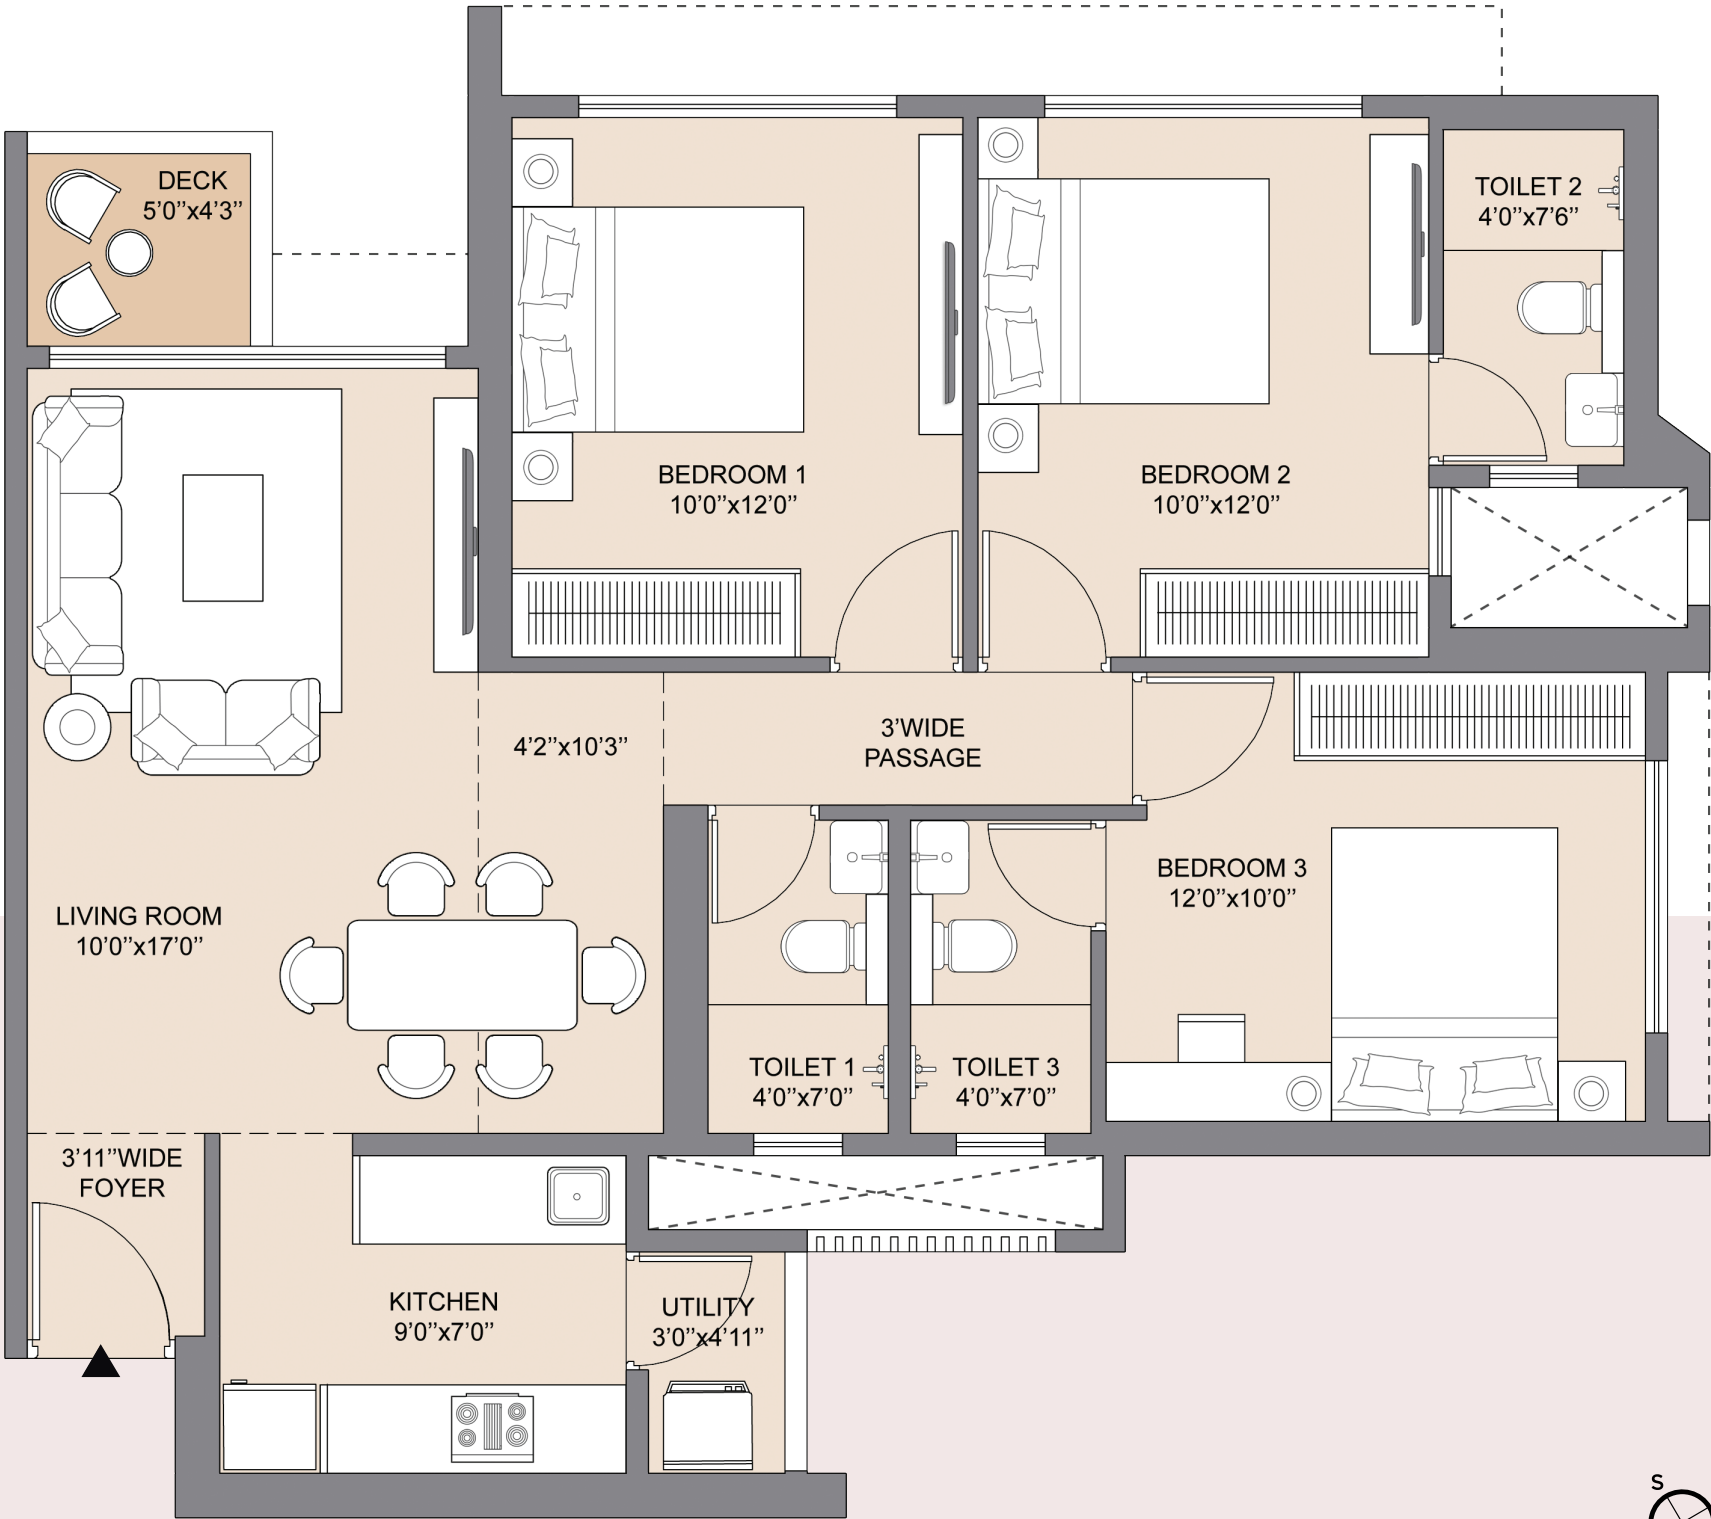 DECK
5'0''x4'3''
TOILET 2
4'0''x7'6''
BEDROOM 1
10'0''x12'0''
BEDROOM 2
10'0''x12'0''
4'2''x10'3''
3'WIDE
PASSAGE
BEDROOM 3
12'0''x10'0''
LIVING ROOM
10'0''x17'0''
TOILET 1
4'0''x7'0''
TOILET 3
4'0''x7'0''
3'11''WIDE
FOYER
KITCHEN
9'0''x7'0''
UTILITY
3'0''x4'11''
S